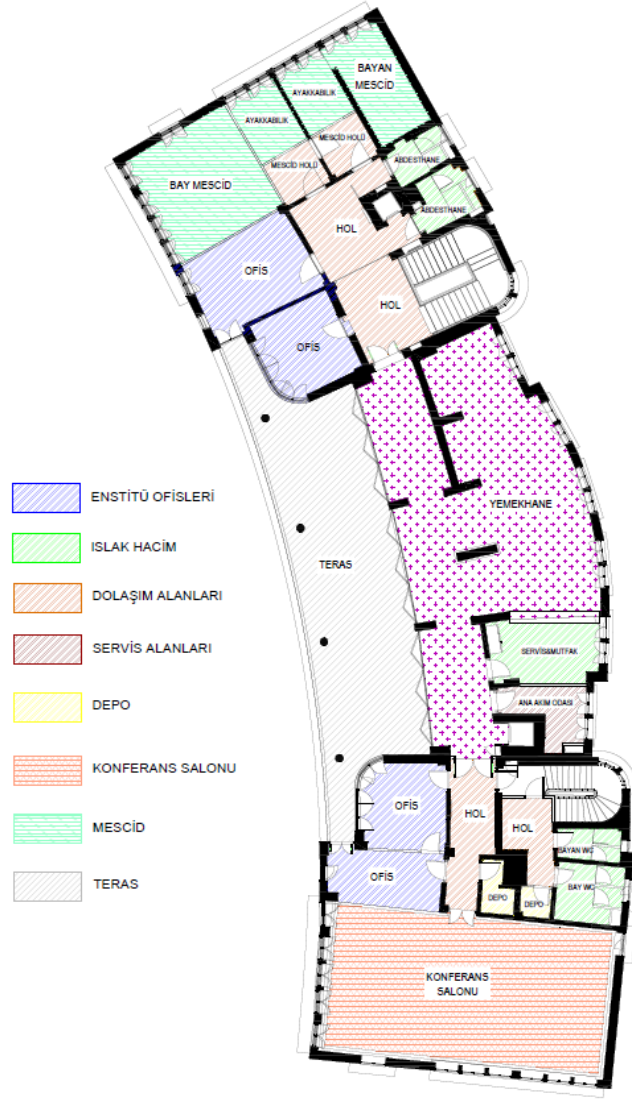 BAYAN
MESCİD
AYAKKABILIK
AYAKKABILIK
MESCİD HOLÜ
MESCİD HOLÜ
ABDESTHANE
BAY MESCİD
ABDESTHANE
HOL
OFİS
HOL
OFİS
ENSTİTÜ OFİSLERİ
YEMEKHANE
ISLAK HACİM
TERAS
DOLAŞIM ALANLARI
SERVİS ALANLARI
SERVİS&MUTFAK
DEPO
ANA AKIM ODASI
KONFERANS SALONU
OFİS
HOL
HOL
MESCİD
BAYAN WC
OFİS
TERAS
BAY WC
DEPO
DEPO
KONFERANS
SALONU